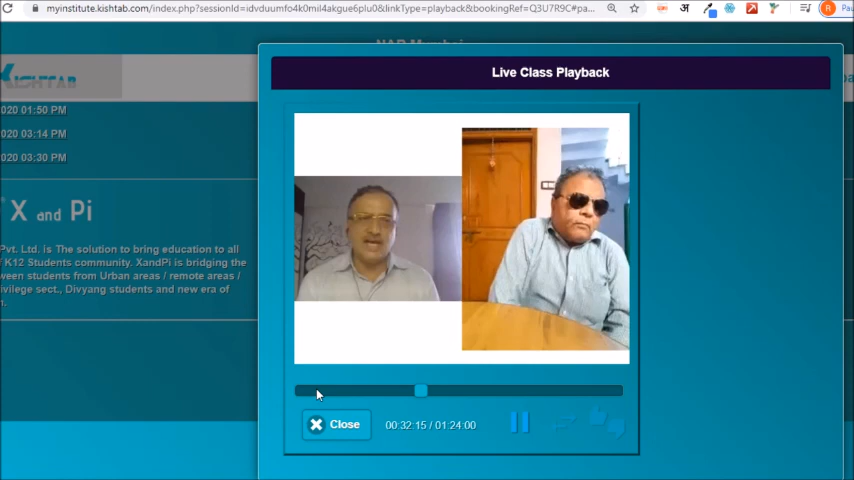 myinstitute.kishtab.com/index.php?sessionId=idvduumfo4k0mil4akgue6plu0&linkType=playback&bookingRef=Q3U7R9C#pa...
अ
R
Pau
Live Class Playback
KISHTAB
020 01:50 PM
020 03:14 PM
020 03:30 PM
X and Pi
Pvt. Ltd. is The solution to bring education to all
f K12 Students community. XandPi is bridging the
ween students from Urban areas / remote areas /
ivilege sect., Divyang students and new era of
Close
00:32:15 / 01:24:00